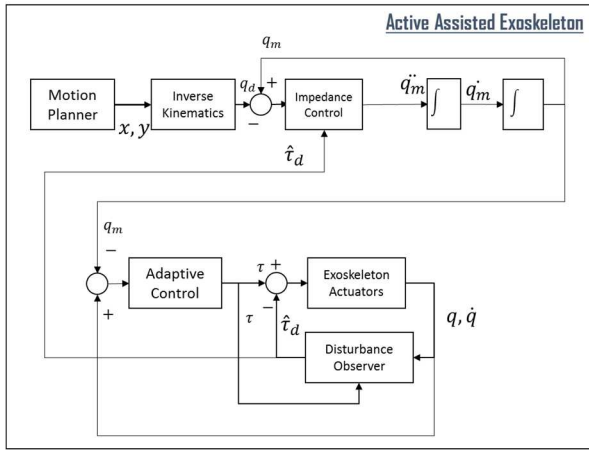 Active Assisted Exoskeleton
q_m
Motion
Planner
x, y
Inverse
Kinematics
q_d
+
−
Impedance
Control
q̈_m
∫
q̇_m
∫
τ̂_d
q_m
−
+
Adaptive
Control
τ
+
−
τ
τ̂_d
Exoskeleton
Actuators
q, q̇
Disturbance
Observer